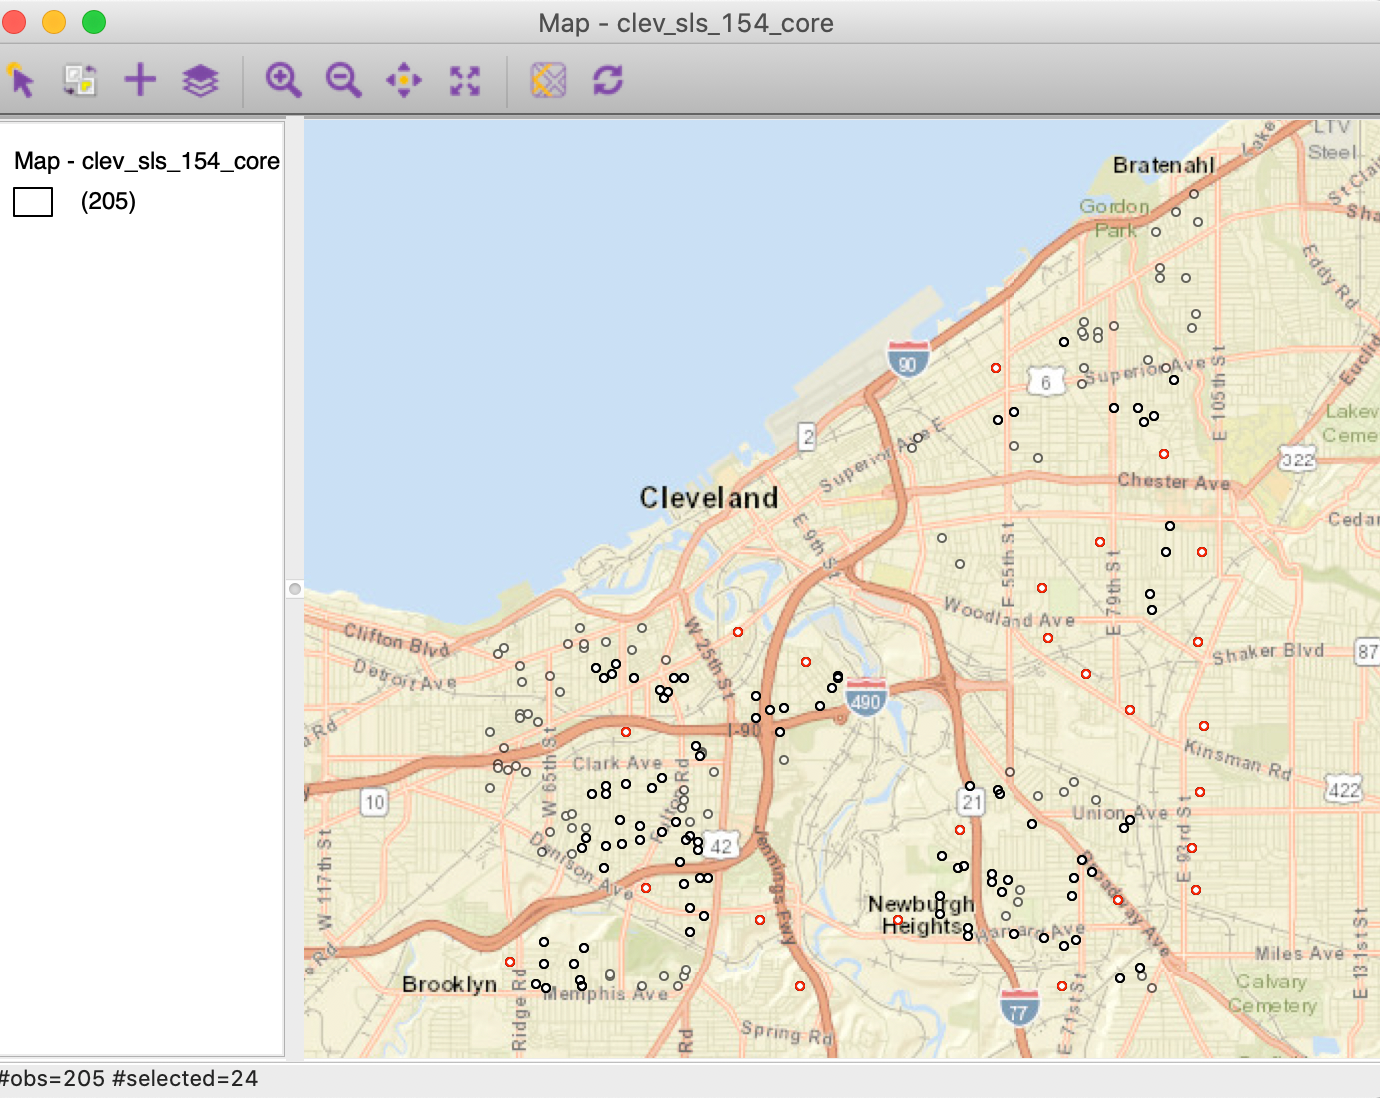 Map - clev_sls_154_core
Map - clev_sls_154_core
(205)
Bratenahl
Lake
LTV
Steel
St Clai
Sha
Gordon
Park
Eddy Rd
90
6
Superior Ave
E 105th St
Euclid
2
Superior Ave E
Lakev
Ceme
322
Chester Ave
Cleveland
E 9th St
Cedar
E 55th St
E 79th St
Woodland Ave
Clifton Blvd
W 25th St
Shaker Blvd
87
Detroit Ave
490
Rd
I-90
Kinsman Rd
Clark Ave
W 65th St
Rd
422
10
21
Union Ave
W 117th St
Denison Ave
42
Jennings Fwy
E 93rd St
Broadway Ave
Newburgh
Heights
Harvard Ave
E 131st St
Rd
Miles Ave
Brooklyn
Ridge Rd
Memphis Ave
Calvary
Cemetery
77
E 71st St
Spring Rd
Rd
#obs=205 #selected=24